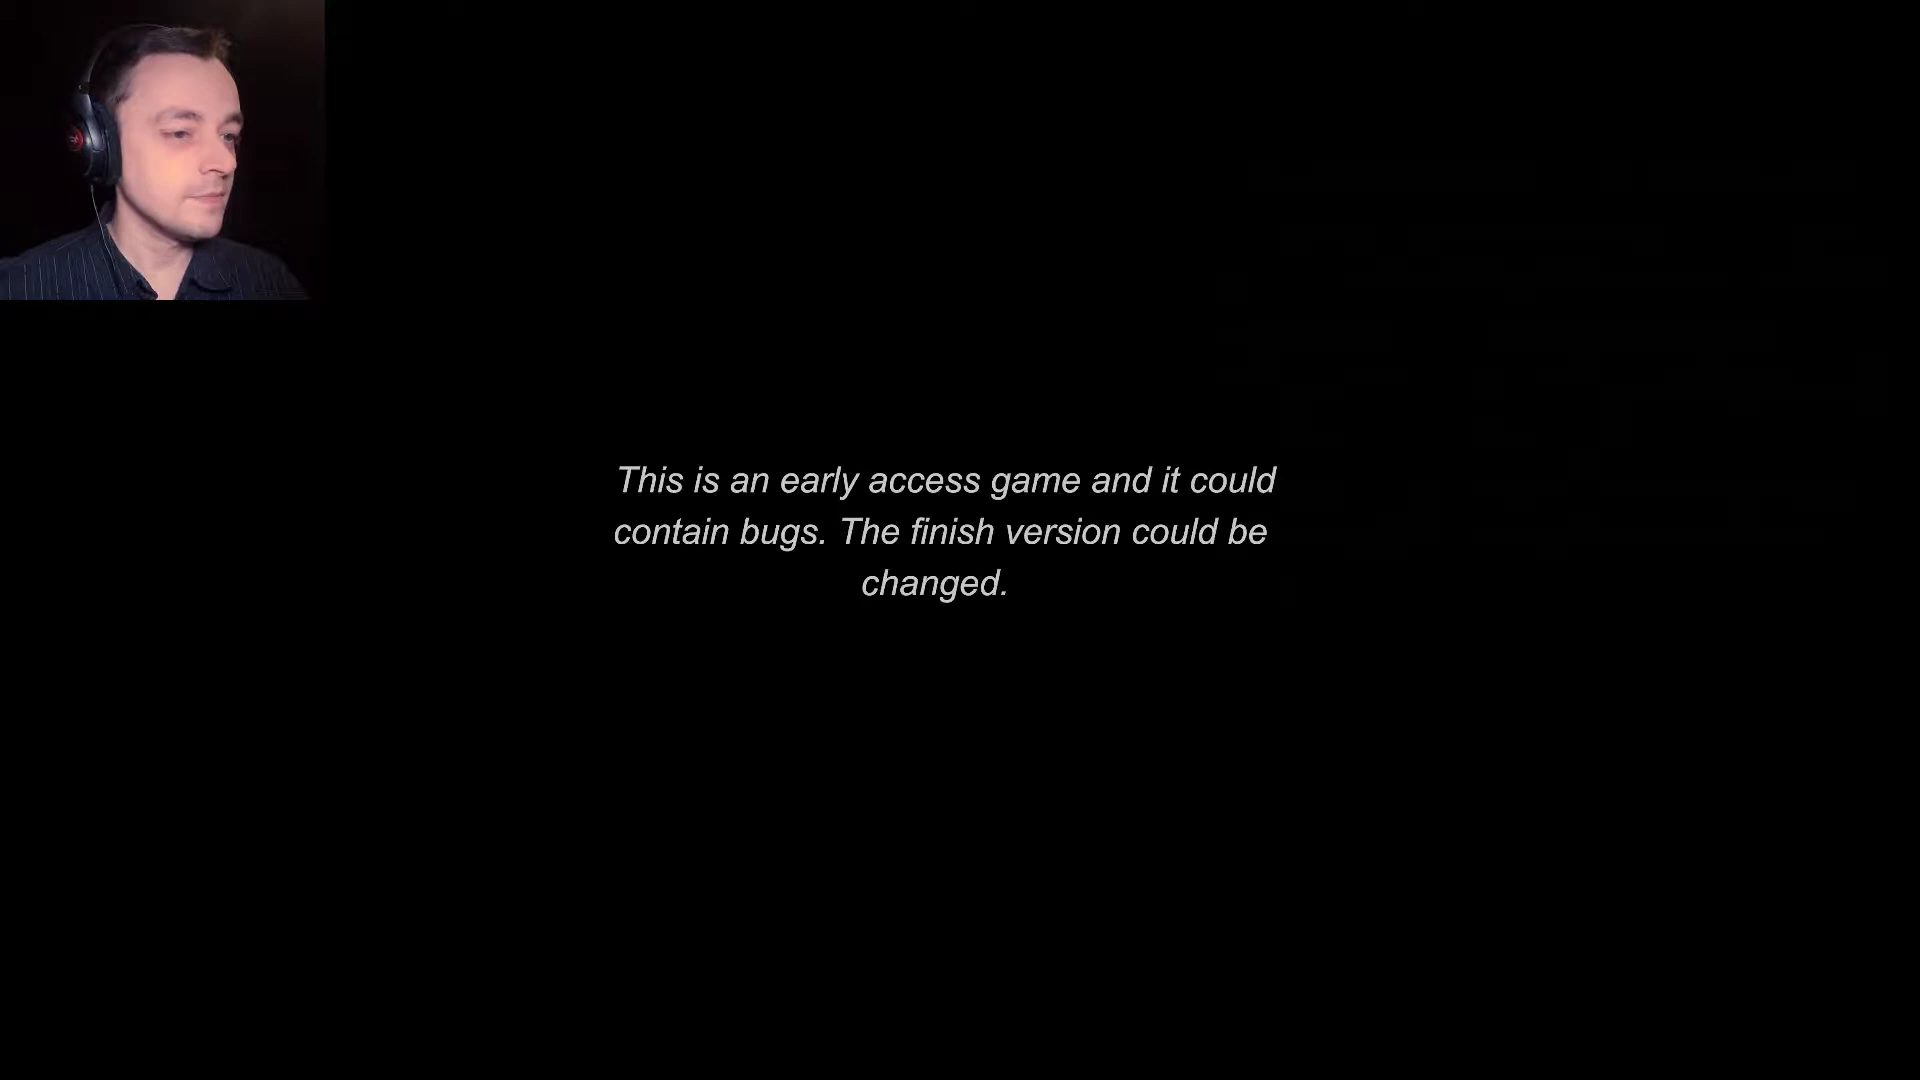 This is an early access game and it could
contain bugs. The finish version could be
changed.